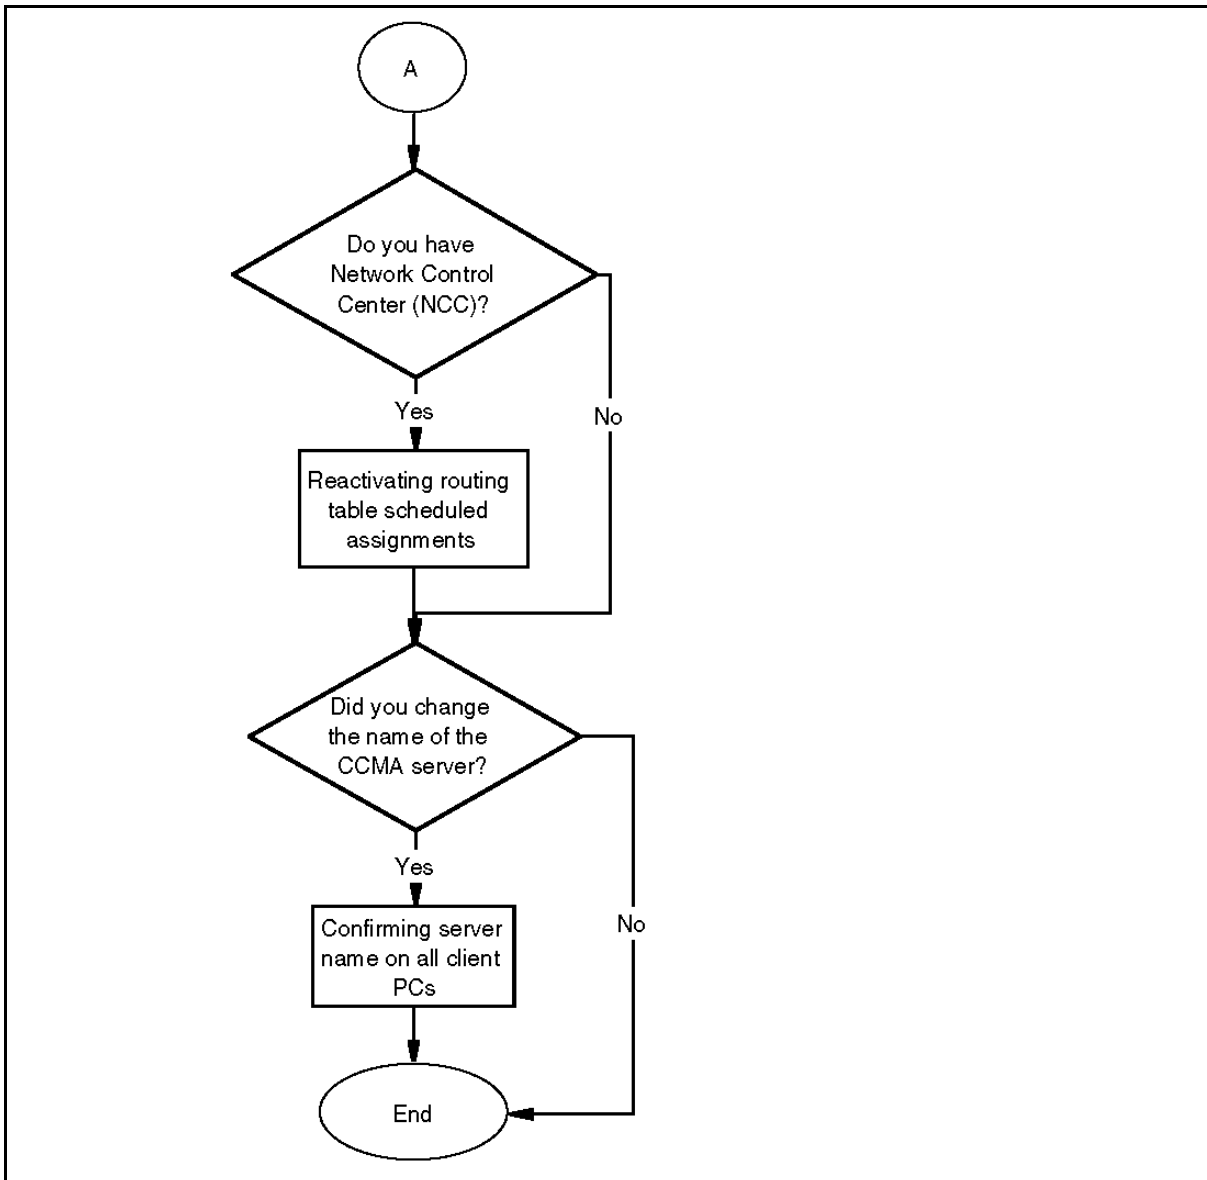 A
Do you have
Network Control
Center (NCC)?
Yes
No
Reactivating routing
table scheduled
assignments
Did you change
the name of the
CCMA server?
Yes
No
Confirming server
name on all client
PCs
End